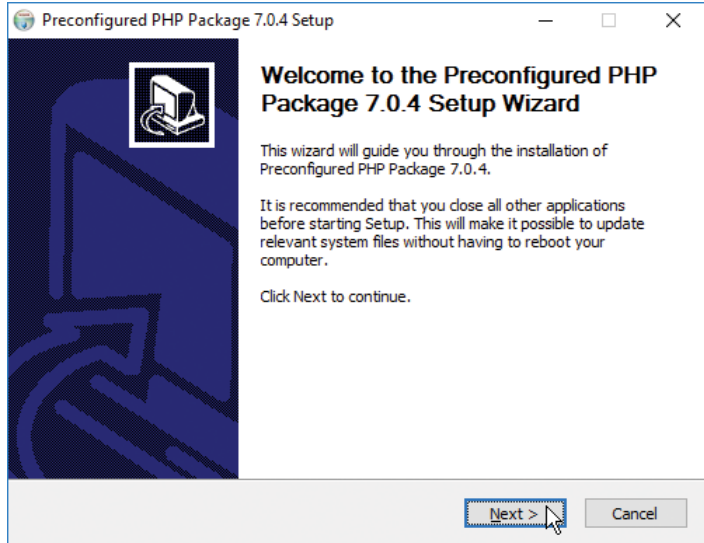 Preconfigured PHP Package 7.0.4 Setup
Welcome to the Preconfigured PHP
Package 7.0.4 Setup Wizard
This wizard will guide you through the installation of
Preconfigured PHP Package 7.0.4.
It is recommended that you close all other applications
before starting Setup. This will make it possible to update
relevant system files without having to reboot your
computer.
Click Next to continue.
Next >
Cancel